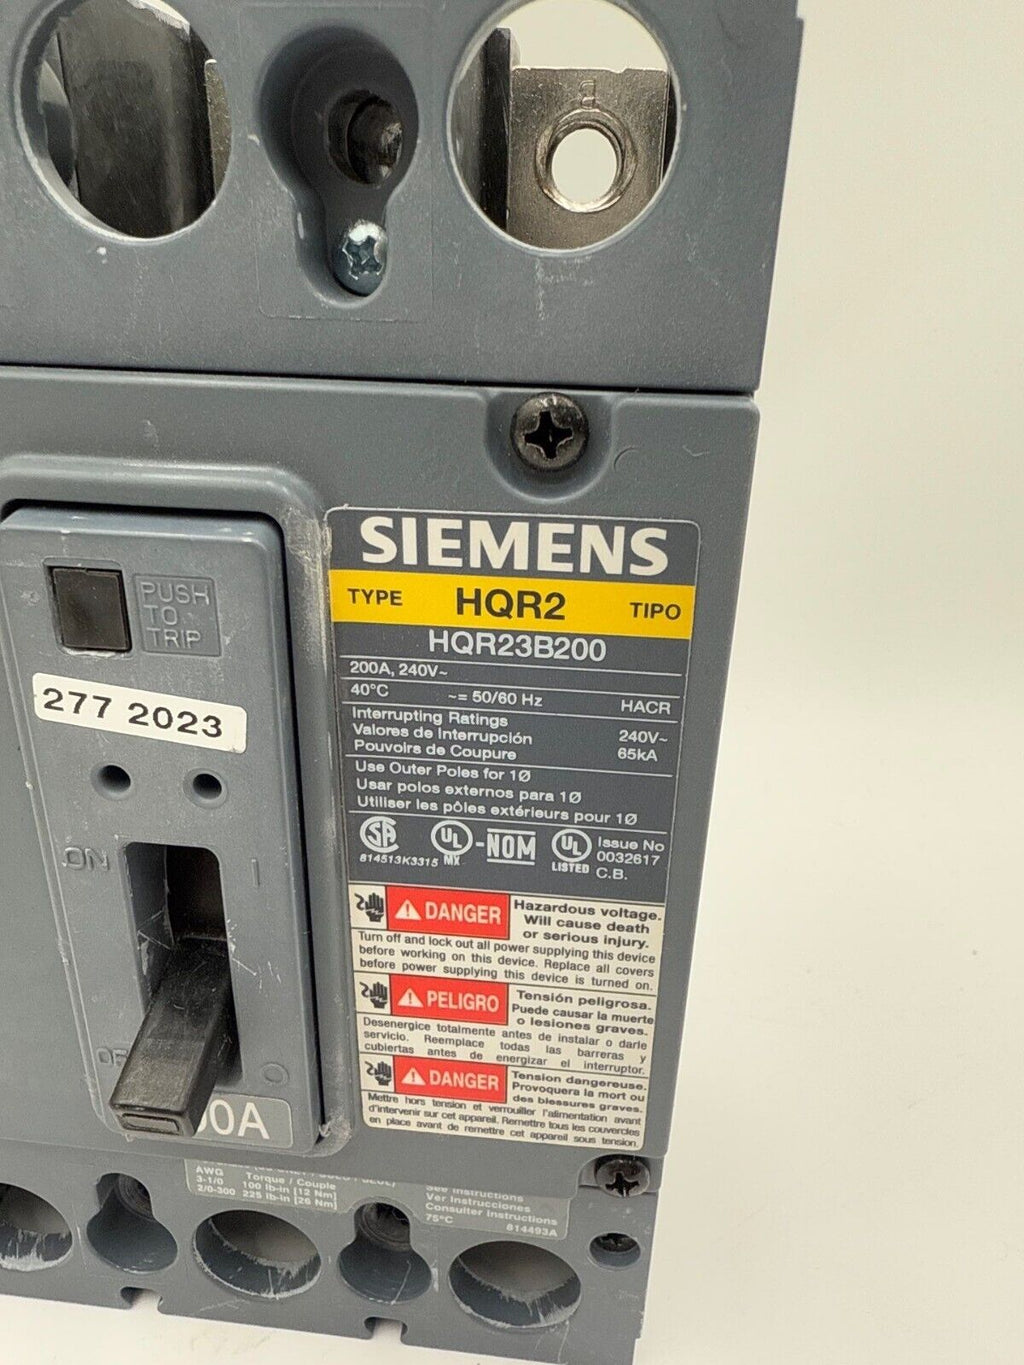 SIEMENS
TYPE HQR2 TIPO
HQR23B200
200A, 240V~
40°C ~= 50/60 Hz HACR
Interrupting Ratings
Valores de Interrupción 240V~
Pouvoirs de Coupure 65kA
Use Outer Poles for 1Ø
Usar polos externos para 1Ø
Utiliser les pôles extérieurs pour 1Ø
SA UL -NOM UL Issue No
814513K3315 MX LISTED 0032617
C.B.
DANGER Hazardous voltage.
Will cause death
or serious injury.
Turn off and lock out all power supplying this device
before working on this device. Replace all covers
before power supplying this device is turned on.
PELIGRO Tensión peligrosa.
Puede causar la muerte
o lesiones graves.
Desenergice totalmente antes de instalar o darle
servicio. Reemplace todas las barreras y
cubiertas antes de energizar el interruptor.
DANGER Tension dangereuse.
Provoquera la mort ou
des blessures graves.
Mettre hors tension et verrouiller l'alimentation avant
d'intervenir sur cet appareil. Remettre tous les couvercles
en place avant de remettre cet appareil sous tension.
PUSH
TO
TRIP
277 2023
ON I
O
00A
AWG Torque / Couple
3-1/0 100 lb-in [12 Nm]
2/0-300 225 lb-in [26 Nm]
See Instructions
Ver Instrucciones
Consulter Instructions
75°C 814493A